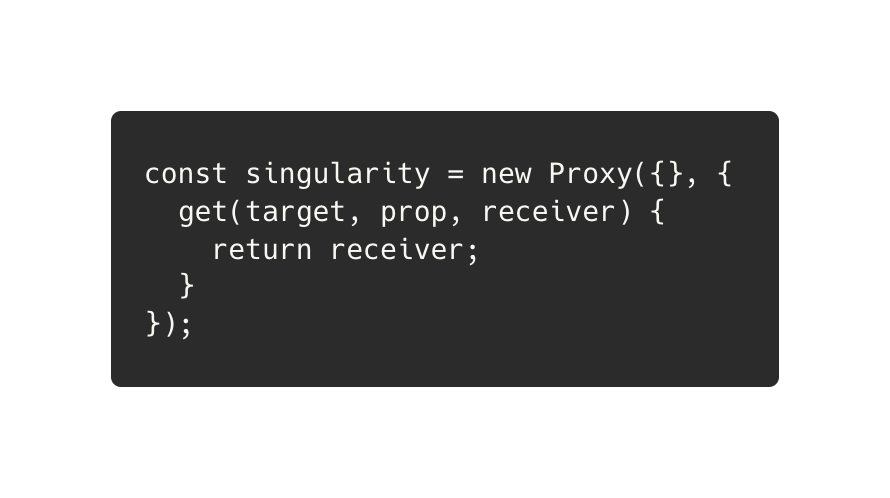 const singularity = new Proxy({}, {
  get(target, prop, receiver) {
    return receiver;
  }
});